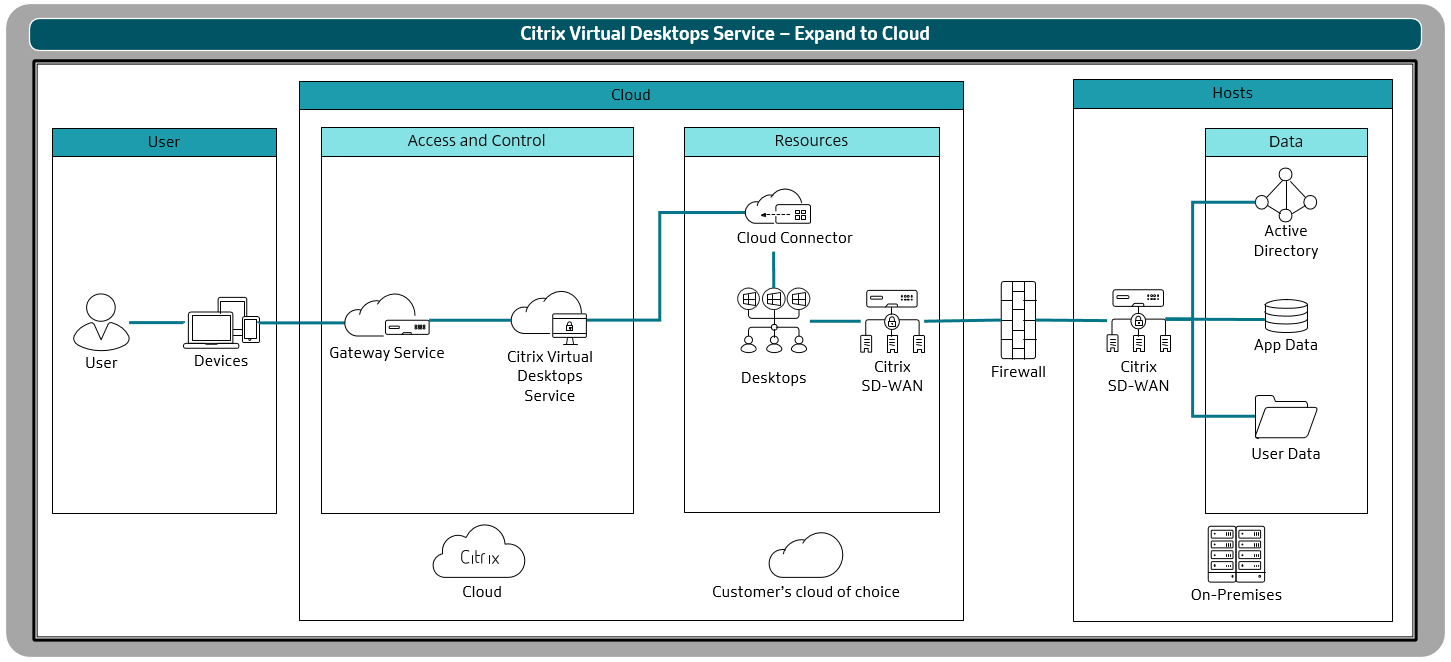 Citrix Virtual Desktops Service – Expand to Cloud
User
User
Devices
Cloud
Access and Control
Gateway Service
Citrix Virtual
Desktops
Service
Citrix
Cloud
Resources
Cloud Connector
Desktops
Citrix
SD-WAN
Customer's cloud of choice
Firewall
Hosts
Citrix
SD-WAN
Data
Active
Directory
App Data
User Data
On-Premises